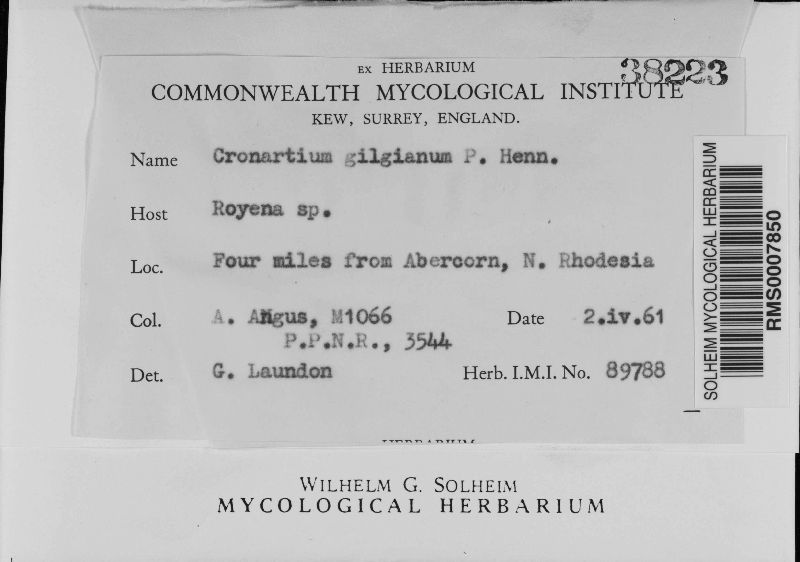 38223
EX HERBARIUM
COMMONWEALTH MYCOLOGICAL INSTITUTE
KEW, SURREY, ENGLAND.
Name Cronartium gilgianum P. Henn.
Host Royena sp.
Loc. Four miles from Abercorn, N. Rhodesia
Col. A. Angus, M1066 Date 2.iv.61
P.P.N.R., 3544
Det. G. Laundon Herb. I.M.I. No. 89788
HERBARIUM
SOLHEIM MYCOLOGICAL HERBARIUM
RMS0007850
WILHELM G. SOLHEIM
MYCOLOGICAL HERBARIUM